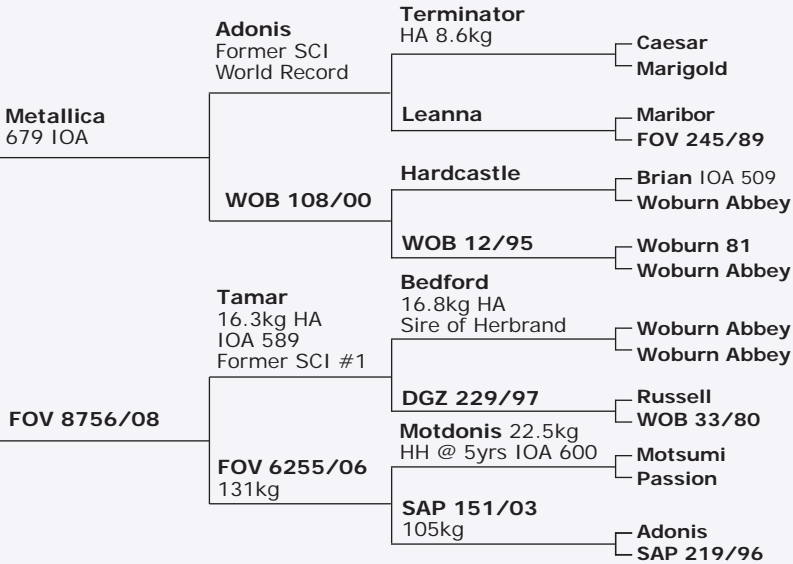 Metallica
679 IOA
FOV 8756/08
Adonis
Former SCI
World Record
WOB 108/00
Tamar
16.3kg HA
IOA 589
Former SCI #1
FOV 6255/06
131kg
Terminator
HA 8.6kg
Leanna
Hardcastle
WOB 12/95
Bedford
16.8kg HA
Sire of Herbrand
DGZ 229/97
Motdonis 22.5kg
HH @ 5yrs IOA 600
SAP 151/03
105kg
Caesar
Marigold
Maribor
FOV 245/89
Brian IOA 509
Woburn Abbey
Woburn 81
Woburn Abbey
Woburn Abbey
Woburn Abbey
Russell
WOB 33/80
Motsumi
Passion
Adonis
SAP 219/96